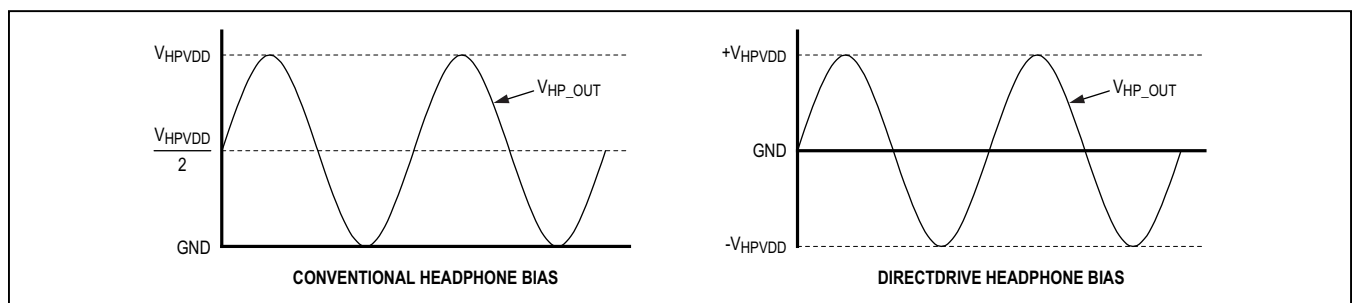 VHPVDD
VHP_OUT
VHPVDD
2
GND
CONVENTIONAL HEADPHONE BIAS
+VHPVDD
VHP_OUT
GND
-VHPVDD
DIRECTDRIVE HEADPHONE BIAS